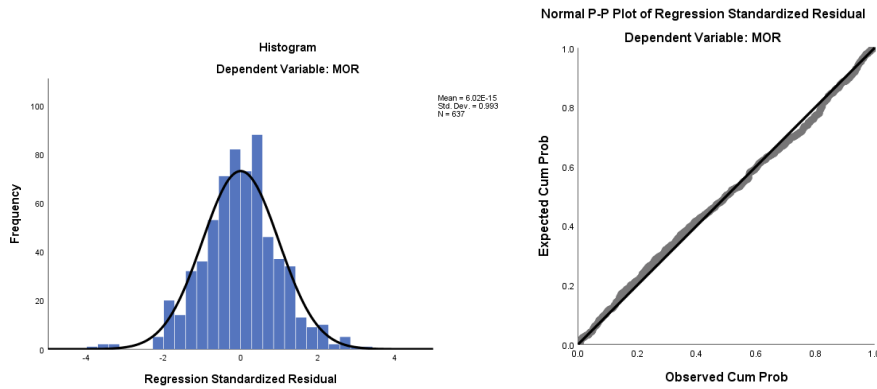 Histogram
Dependent Variable: MOR
Mean = 6.02E-15
Std. Dev. = 0.993
N = 637
100
80
60
40
20
0
Frequency
-4
-2
0
2
4
Regression Standardized Residual
Normal P-P Plot of Regression Standardized Residual
Dependent Variable: MOR
1.0
0.8
0.6
0.4
0.2
0.0
Expected Cum Prob
0.0
0.2
0.4
0.6
0.8
1.0
Observed Cum Prob